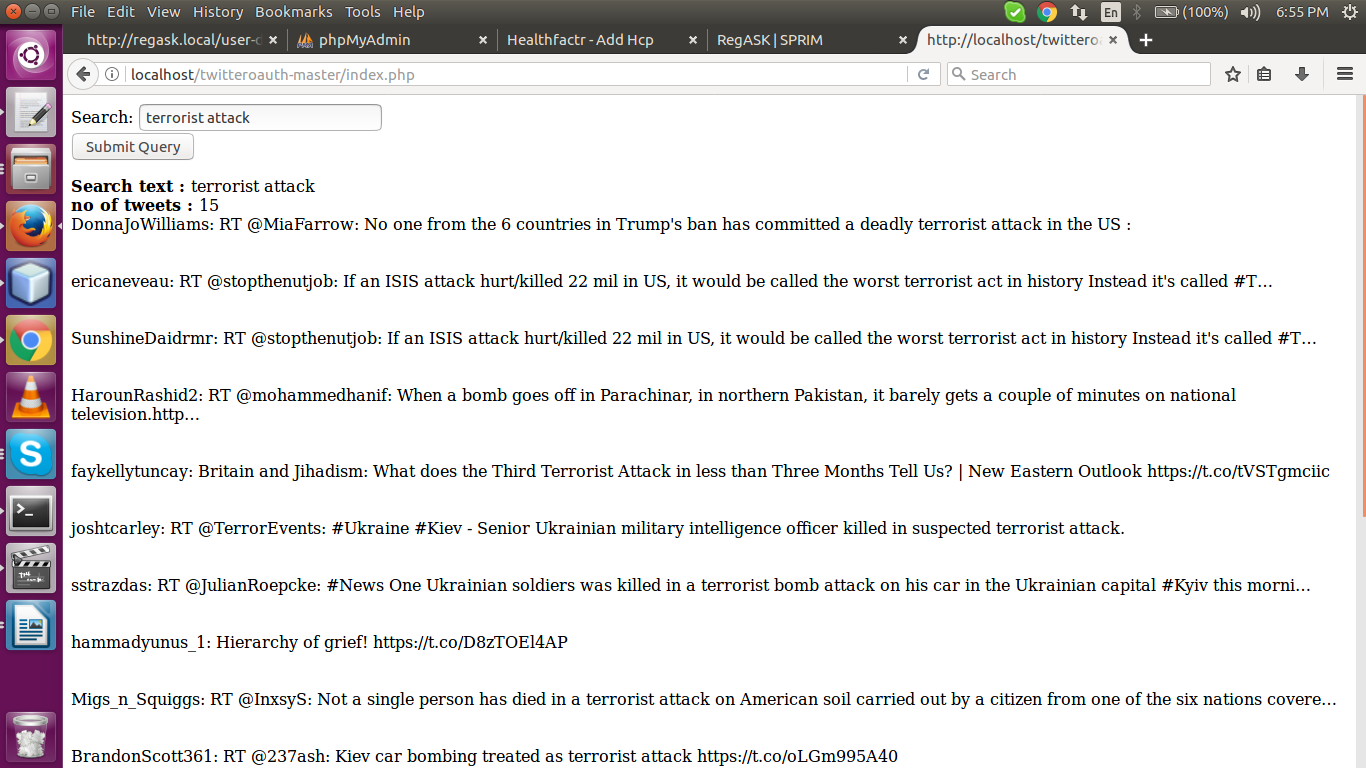 File Edit View History Bookmarks Tools Help
En
(100%)
6:55 PM
http://regask.local/user-
phpMyAdmin
Healthfactr - Add Hcp
RegASK | SPRIM
http://localhost/twitteroa
localhost/twitteroauth-master/index.php
Search
Search: terrorist attack
Submit Query
Search text : terrorist attack
no of tweets : 15
DonnaJoWilliams: RT @MiaFarrow: No one from the 6 countries in Trump's ban has committed a deadly terrorist attack in the US :
ericaneveau: RT @stopthenutjob: If an ISIS attack hurt/killed 22 mil in US, it would be called the worst terrorist act in history Instead it's called #T…
SunshineDaidrmr: RT @stopthenutjob: If an ISIS attack hurt/killed 22 mil in US, it would be called the worst terrorist act in history Instead it's called #T…
HarounRashid2: RT @mohammedhanif: When a bomb goes off in Parachinar, in northern Pakistan, it barely gets a couple of minutes on national
television.http…
faykellytuncay: Britain and Jihadism: What does the Third Terrorist Attack in less than Three Months Tell Us? | New Eastern Outlook https://t.co/tVSTgmciic
joshtcarley: RT @TerrorEvents: #Ukraine #Kiev - Senior Ukrainian military intelligence officer killed in suspected terrorist attack.
sstrazdas: RT @JulianRoepcke: #News One Ukrainian soldiers was killed in a terrorist bomb attack on his car in the Ukrainian capital #Kyiv this morni…
hammadyunus_1: Hierarchy of grief! https://t.co/D8zTOEl4AP
Migs_n_Squiggs: RT @InxsyS: Not a single person has died in a terrorist attack on American soil carried out by a citizen from one of the six nations covere…
BrandonScott361: RT @237ash: Kiev car bombing treated as terrorist attack https://t.co/oLGm995A40